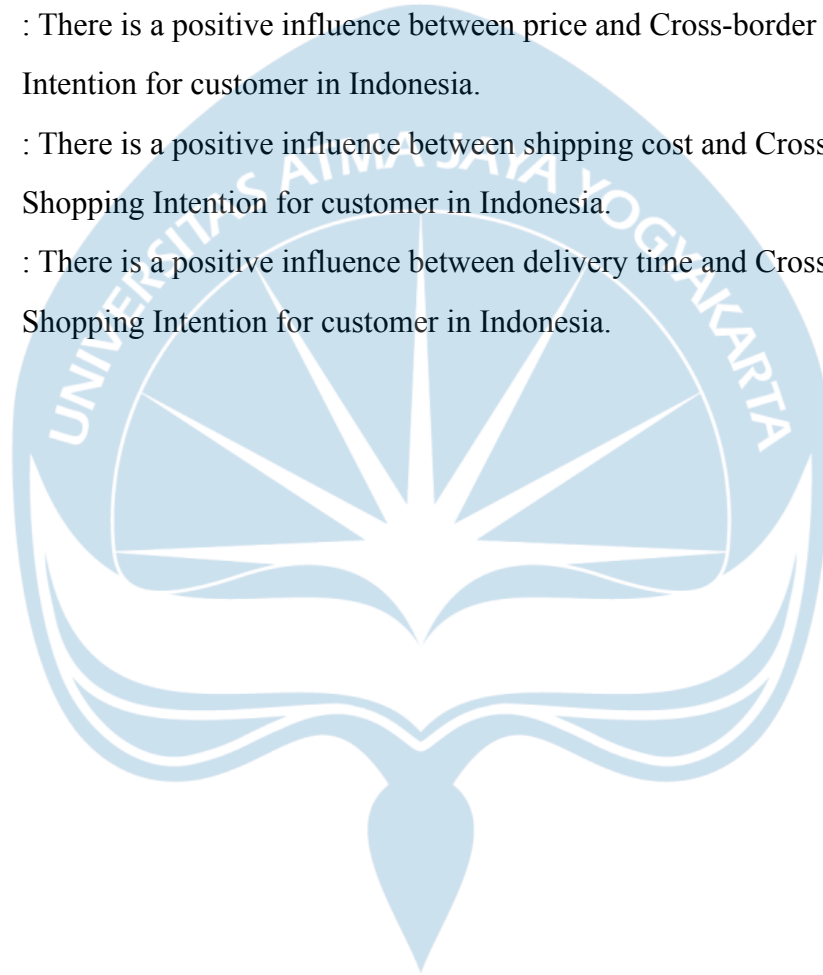 : There is a positive influence between price and Cross-border
Intention for customer in Indonesia.
: There is a positive influence between shipping cost and Cross
Shopping Intention for customer in Indonesia.
: There is a positive influence between delivery time and Cross
Shopping Intention for customer in Indonesia.
UNIVERSITAS ATMA JAYA YOGYAKARTA